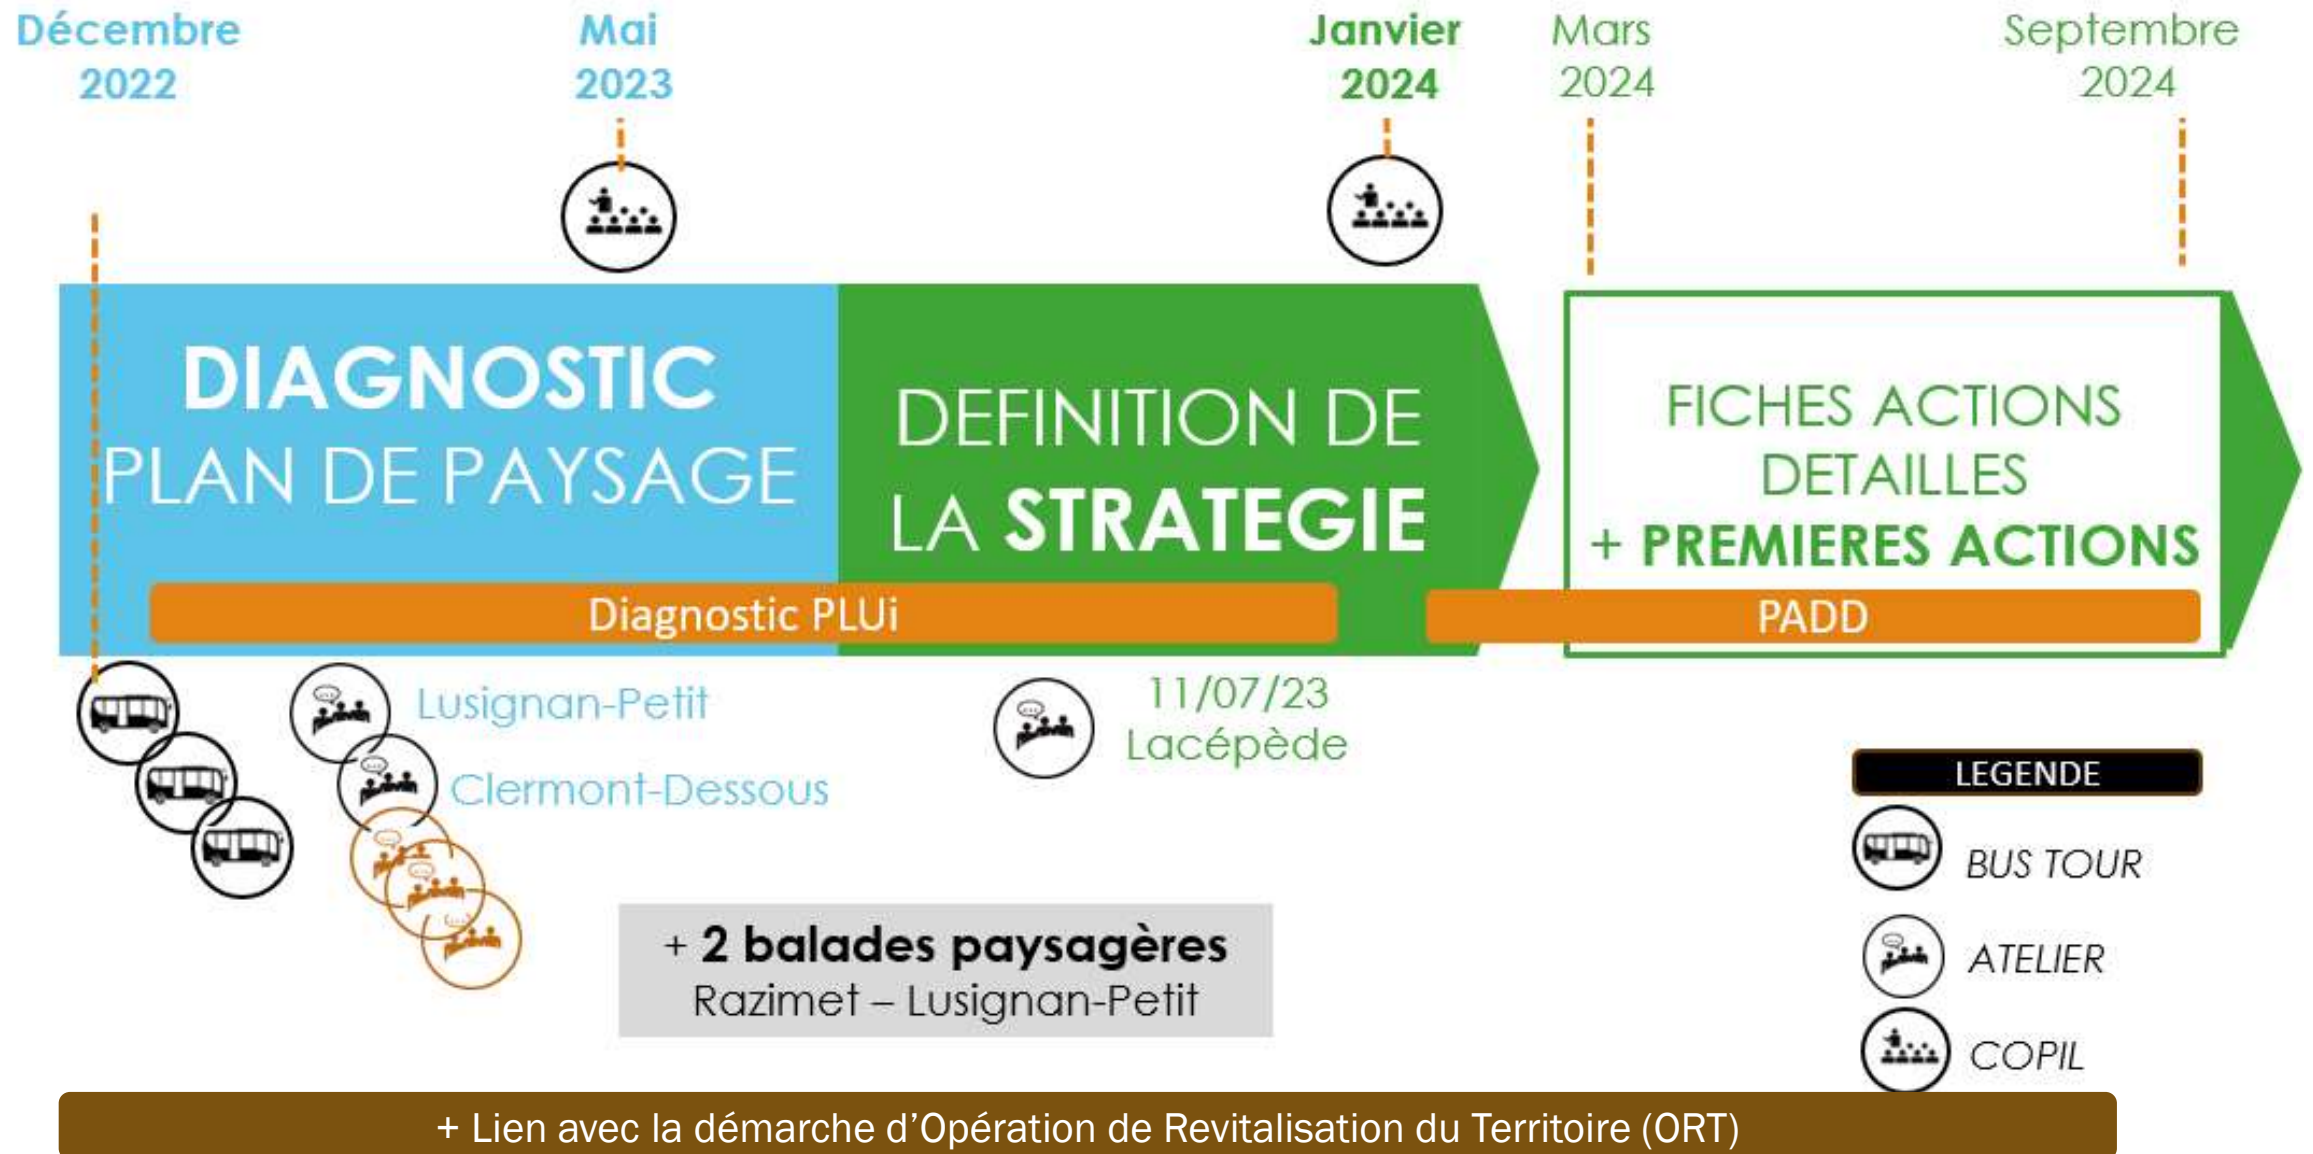 Décembre
2022
Mai
2023
Janvier
2024
Mars
2024
Septembre
2024
DIAGNOSTIC
PLAN DE PAYSAGE
DEFINITION DE
LA STRATEGIE
FICHES ACTIONS
DETAILLES
+ PREMIERES ACTIONS
Diagnostic PLUi
PADD
Lusignan-Petit
Clermont-Dessous
11/07/23
Lacépède
+ 2 balades paysagères
Razimet – Lusignan-Petit
LEGENDE
BUS TOUR
ATELIER
COPIL
+ Lien avec la démarche d’Opération de Revitalisation du Territoire (ORT)